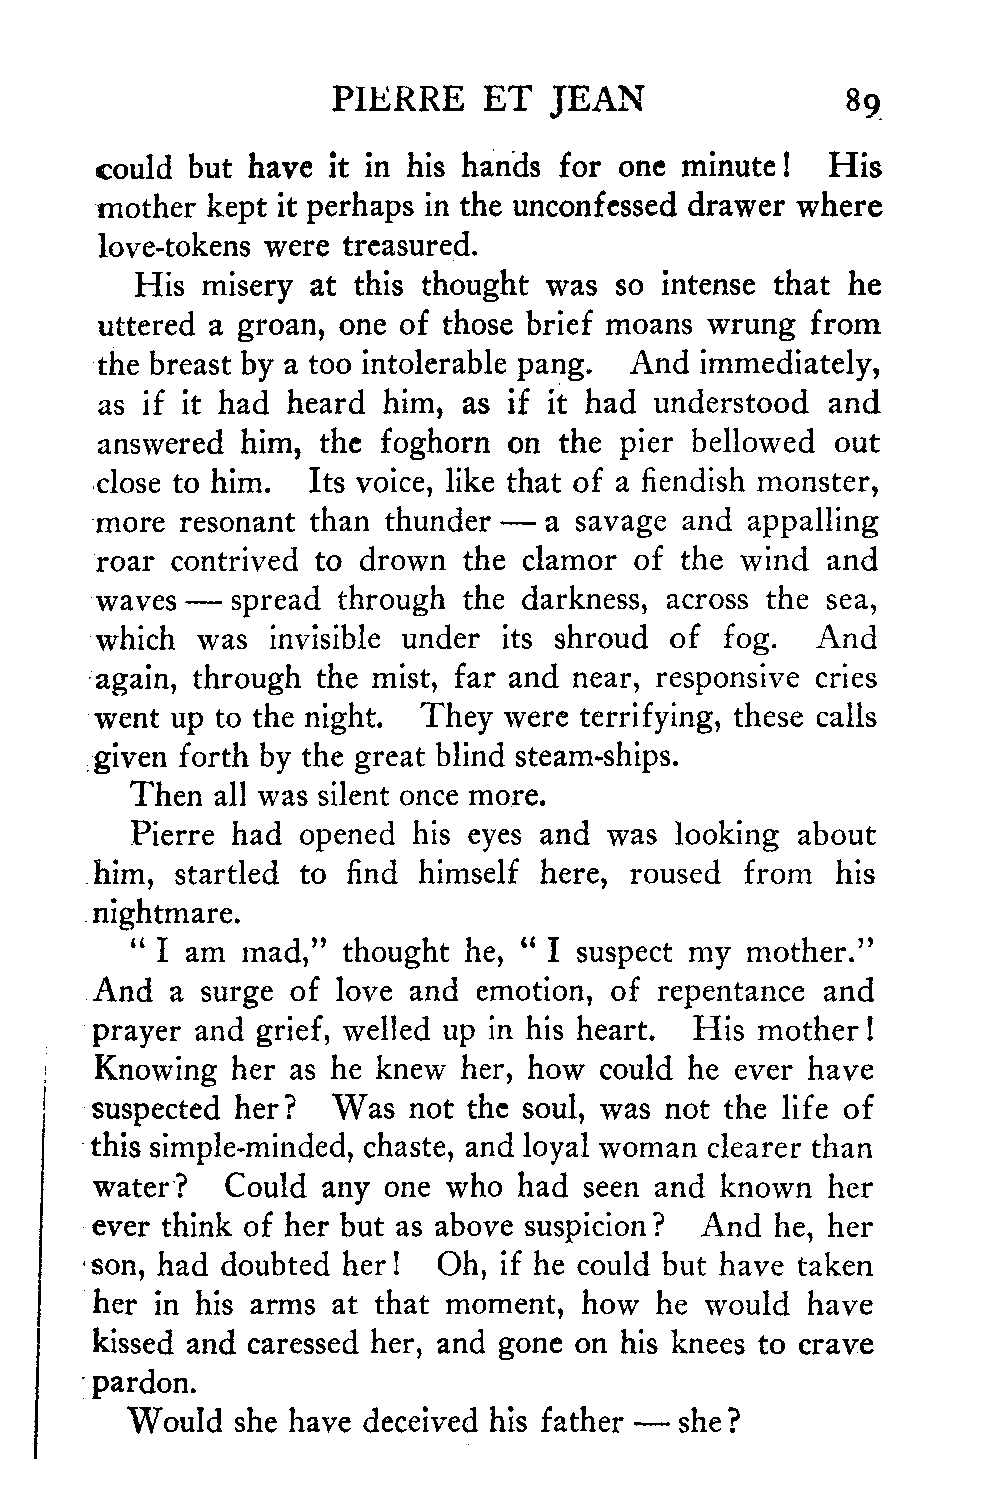 PIERRE ET JEAN 89
could but have it in his hands for one minute! His
mother kept it perhaps in the unconfessed drawer where
love-tokens were treasured.
His misery at this thought was so intense that he
uttered a groan, one of those brief moans wrung from
the breast by a too intolerable pang. And immediately,
as if it had heard him, as if it had understood and
answered him, the foghorn on the pier bellowed out
close to him. Its voice, like that of a fiendish monster,
more resonant than thunder — a savage and appalling
roar contrived to drown the clamor of the wind and
waves — spread through the darkness, across the sea,
which was invisible under its shroud of fog. And
again, through the mist, far and near, responsive cries
went up to the night. They were terrifying, these calls
given forth by the great blind steam-ships.
Then all was silent once more.
Pierre had opened his eyes and was looking about
him, startled to find himself here, roused from his
nightmare.
“ I am mad,” thought he, “ I suspect my mother.”
And a surge of love and emotion, of repentance and
prayer and grief, welled up in his heart. His mother!
Knowing her as he knew her, how could he ever have
suspected her? Was not the soul, was not the life of
this simple-minded, chaste, and loyal woman clearer than
water? Could any one who had seen and known her
ever think of her but as above suspicion? And he, her
son, had doubted her! Oh, if he could but have taken
her in his arms at that moment, how he would have
kissed and caressed her, and gone on his knees to crave
pardon.
Would she have deceived his father — she?